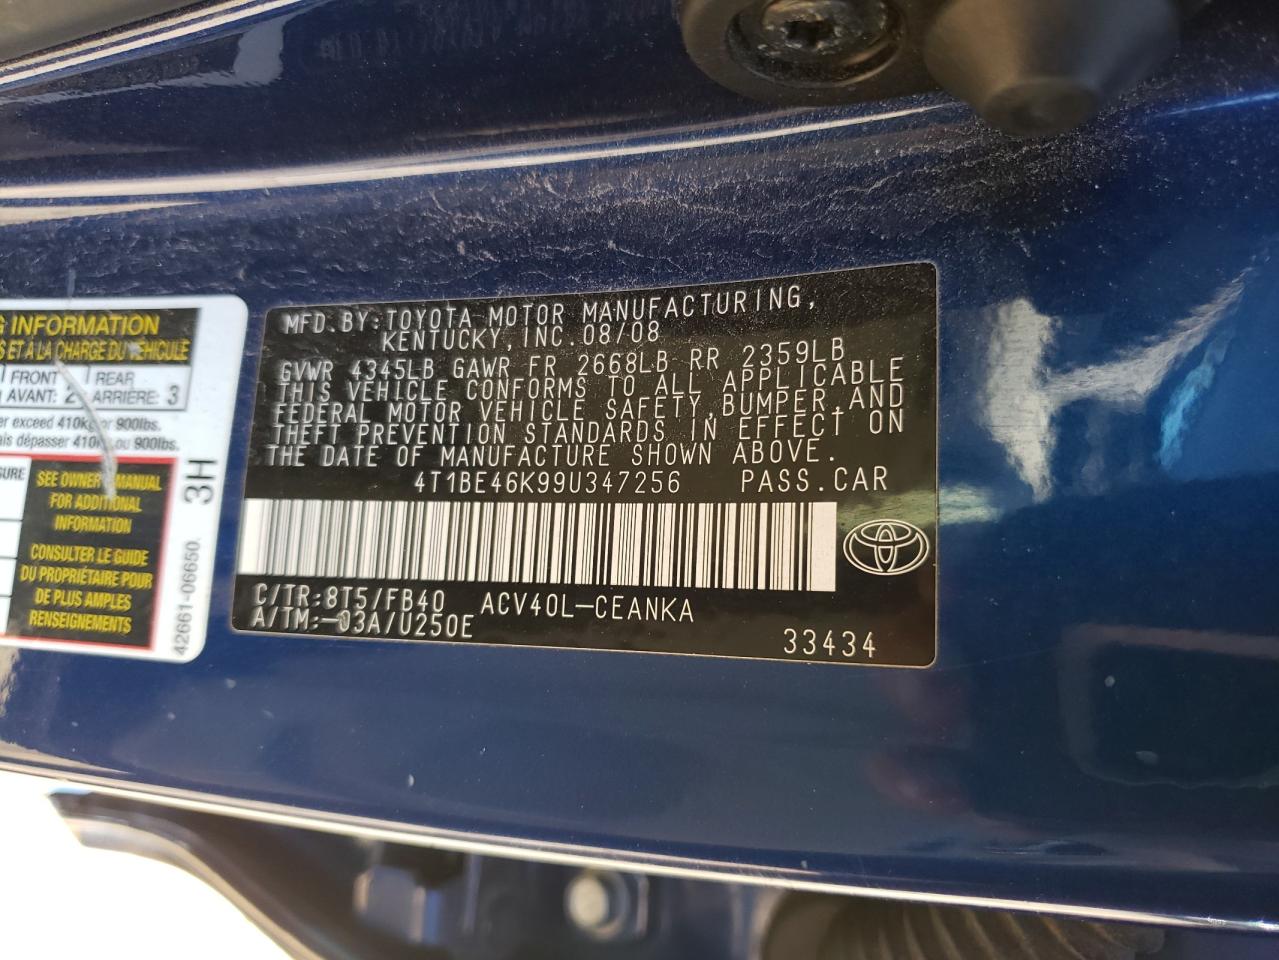 G INFORMATION
S ET À LA CHARGE DU VÉHICULE
FRONT REAR
AVANT: 2 ARRIÈRE: 3
er exceed 410kg or 900lbs.
ais dépasser 410kg ou 900lbs.
SEE OWNER'S MANUAL
FOR ADDITIONAL
INFORMATION
CONSULTER LE GUIDE
DU PROPRIÉTAIRE POUR
DE PLUS AMPLES
RENSEIGNEMENTS
3H
42661-06650.
MFD.BY:TOYOTA MOTOR MANUFACTURING,
KENTUCKY, INC.08/08
GVWR 4345LB GAWR FR 2668LB RR 2359LB
THIS VEHICLE CONFORMS TO ALL APPLICABLE
FEDERAL MOTOR VEHICLE SAFETY,BUMPER,AND
THEFT PREVENTION STANDARDS IN EFFECT ON
THE DATE OF MANUFACTURE SHOWN ABOVE.
4T1BE46K99U347256 PASS.CAR
C/TR:8T5/FB40 ACV40L-CEANKA
A/TM:-03A/U250E
33434